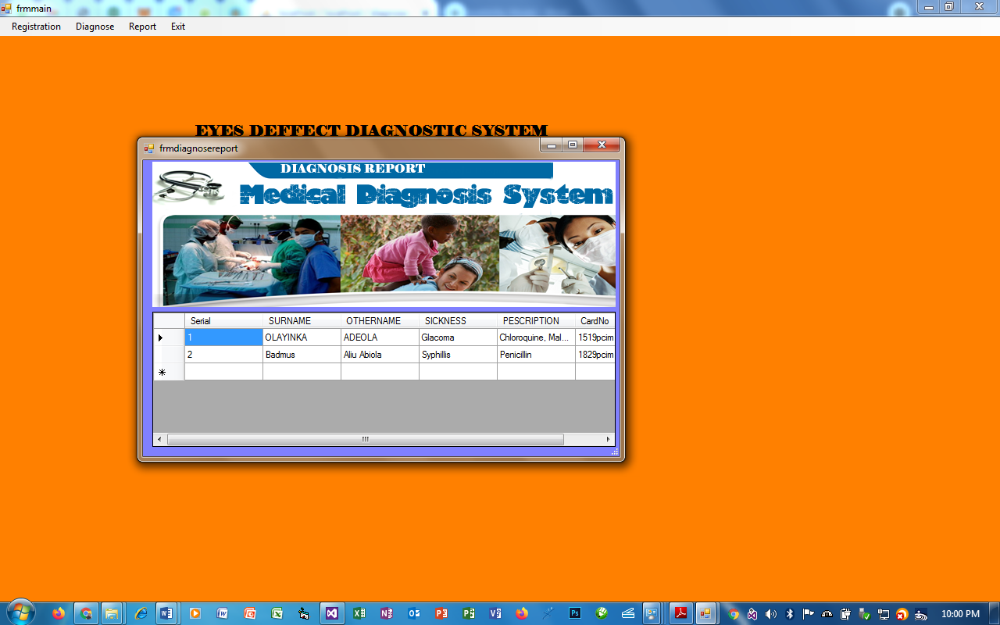 frmmain
Registration Diagnose Report Exit
EYES DEFFECT DIAGNOSTIC SYSTEM
frmdiagnosereport
DIAGNOSIS REPORT
Medical Diagnosis System
Serial SURNAME OTHERNAME SICKNESS PESCRIPTION CardNo
1 OLAYINKA ADEOLA Glacoma Chloroquine, Mal... 1519pcim
2 Badmus Aliu Abiola Syphillis Penicillin 1829pcim
10:00 PM